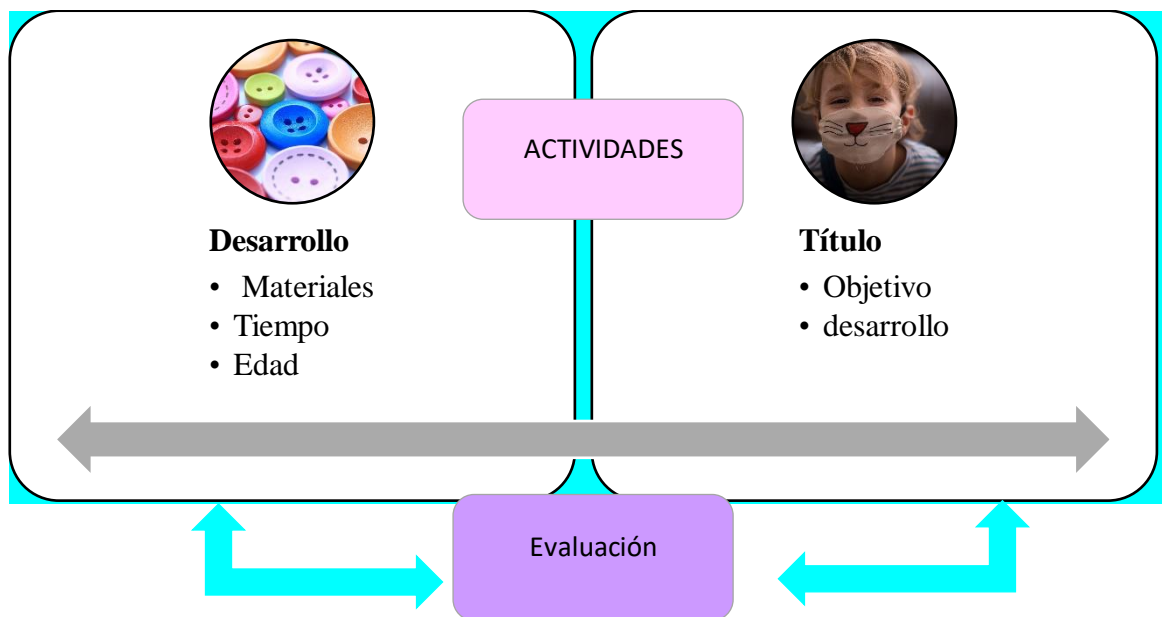 ACTIVIDADES
Desarrollo
• Materiales
• Tiempo
• Edad
Título
• Objetivo
• desarrollo
Evaluación